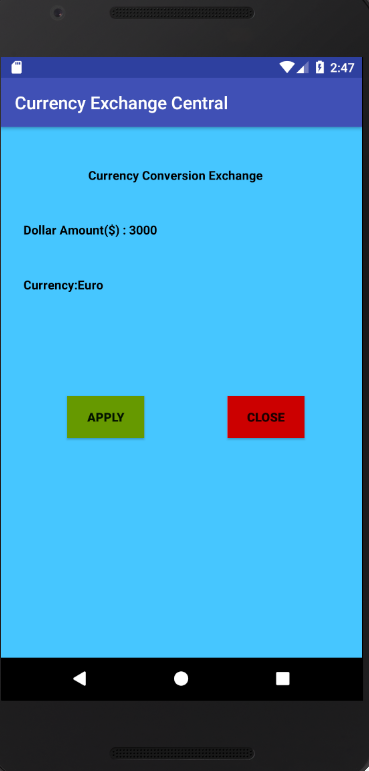 2:47
Currency Exchange Central
Currency Conversion Exchange
Dollar Amount($) : 3000
Currency:Euro
APPLY CLOSE